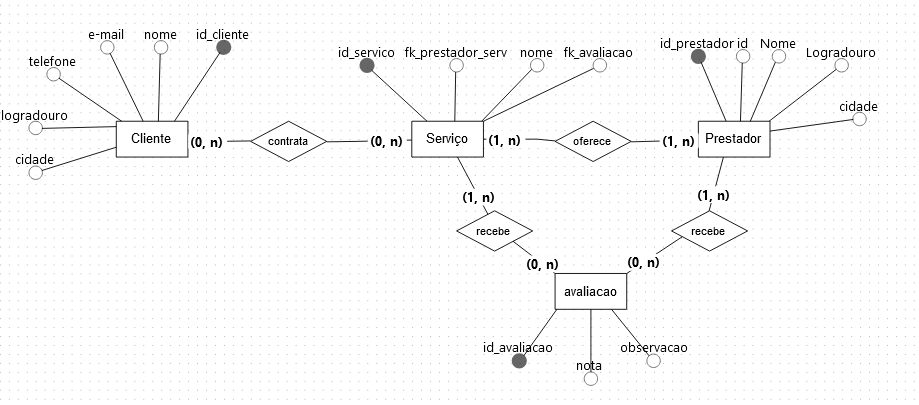 e-mail
nome
id_cliente
telefone
logradouro
cidade
Cliente
(0, n)
contrata
(0, n)
id_servico
fk_prestador_serv
nome
fk_avaliacao
Serviço
(1, n)
oferece
(1, n)
id_prestador
id
Nome
Logradouro
cidade
Prestador
(1, n)
recebe
(0, n)
(1, n)
recebe
(0, n)
avaliacao
id_avaliacao
nota
observacao